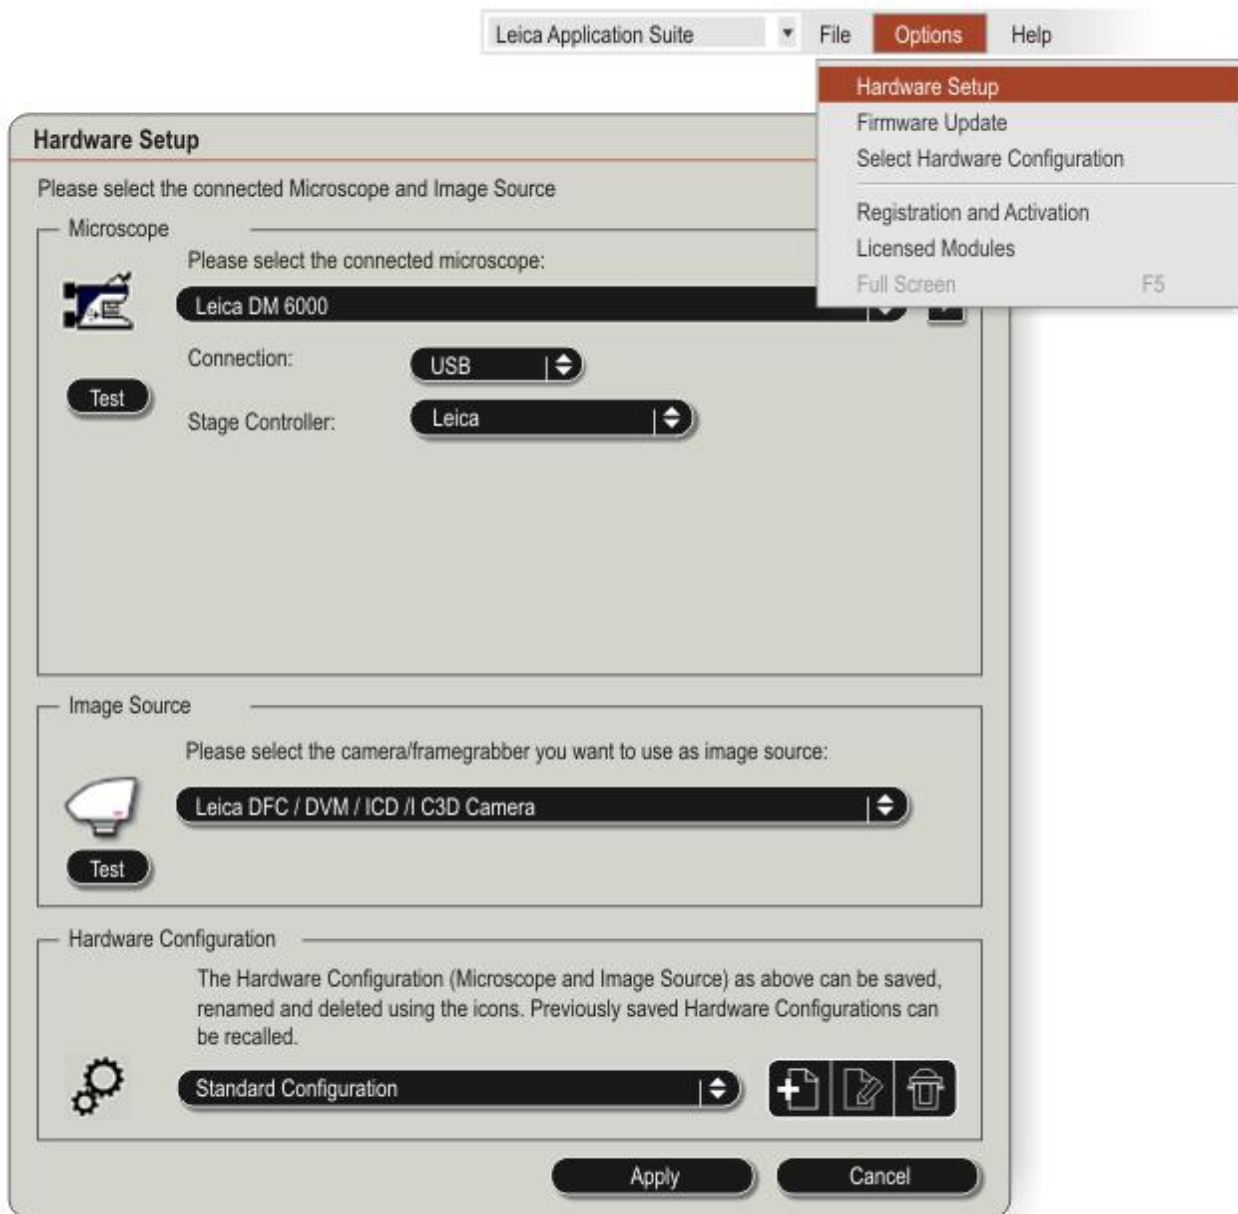 Leica Application Suite File Options Help
Hardware Setup
Firmware Update
Select Hardware Configuration
Registration and Activation
Licensed Modules
Full Screen F5
Hardware Setup
Please select the connected Microscope and Image Source
Microscope
Please select the connected microscope:
Leica DM 6000
Connection:
USB
Test
Stage Controller:
Leica
Image Source
Please select the camera/framegrabber you want to use as image source:
Leica DFC / DVM / ICD /I C3D Camera
Test
Hardware Configuration
The Hardware Configuration (Microscope and Image Source) as above can be saved,
renamed and deleted using the icons. Previously saved Hardware Configurations can
be recalled.
Standard Configuration
Apply Cancel